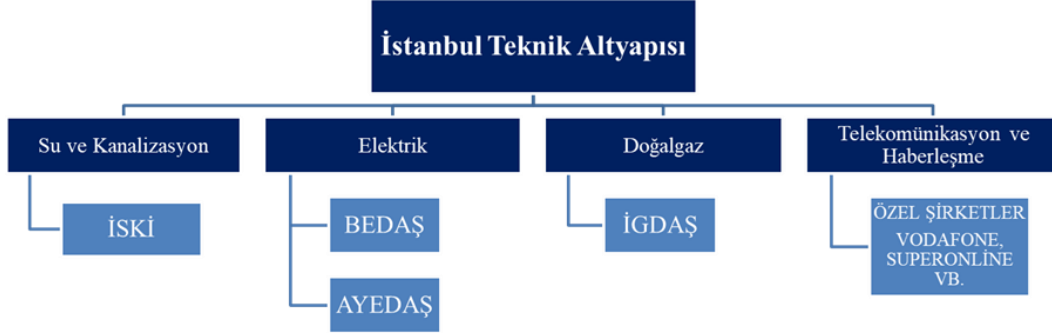 İstanbul Teknik Altyapısı
Su ve Kanalizasyon
Elektrik
Doğalgaz
Telekomünikasyon ve
Haberleşme
İSKİ
BEDAŞ
AYEDAŞ
İGDAŞ
ÖZEL ŞİRKETLER
VODAFONE,
SUPERONLİNE
VB.